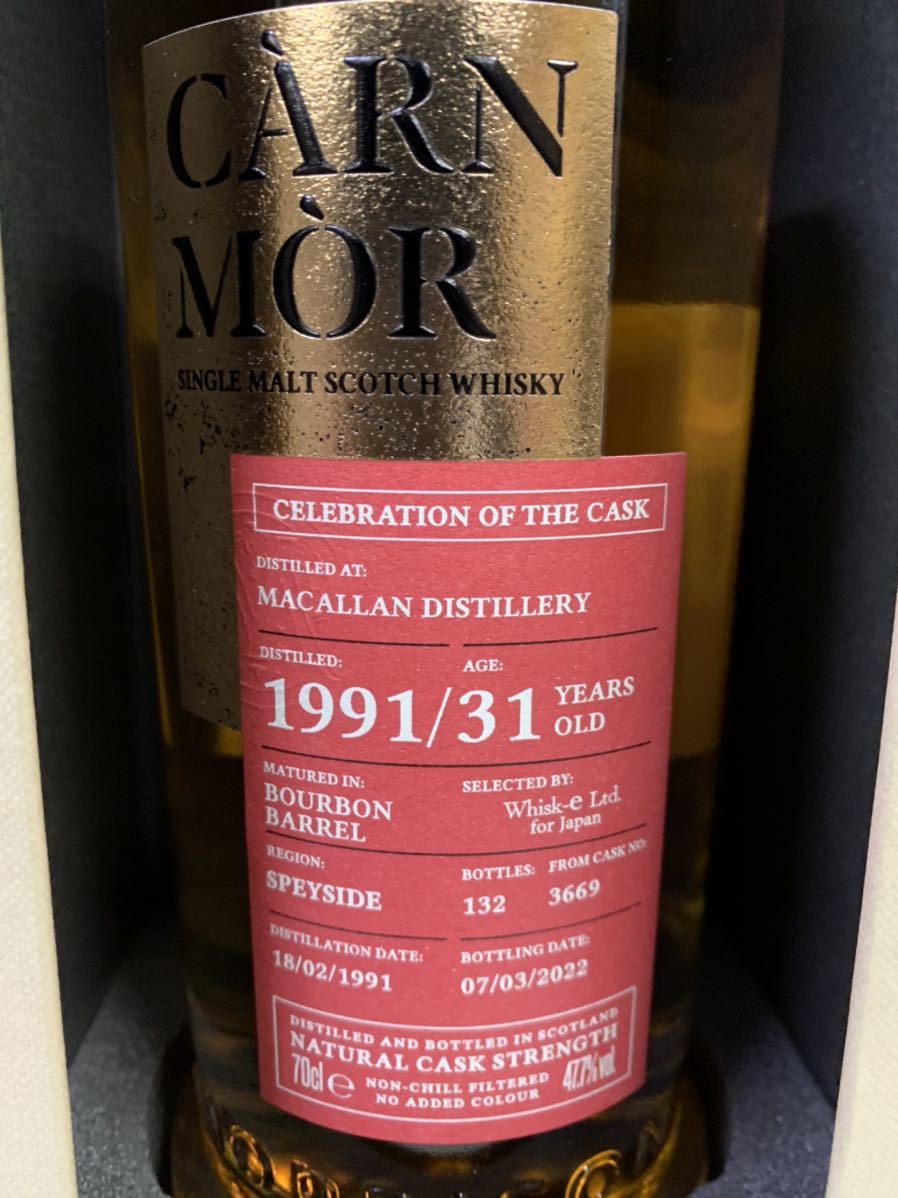 CÀRN
MÒR
SINGLE MALT SCOTCH WHISKY
CELEBRATION OF THE CASK
DISTILLED AT:
MACALLAN DISTILLERY
DISTILLED: AGE:
1991/31 YEARS OLD
MATURED IN:
BOURBON
BARREL
SELECTED BY:
Whisk-e Ltd.
for Japan
REGION:
SPEYSIDE
BOTTLES: FROM CASK NO:
132 3669
DISTILLATION DATE:
18/02/1991
BOTTLING DATE:
07/03/2022
DISTILLED AND BOTTLED IN SCOTLAND
NATURAL CASK STRENGTH
70cl e NON-CHILL FILTERED 47.7% vol.
NO ADDED COLOUR